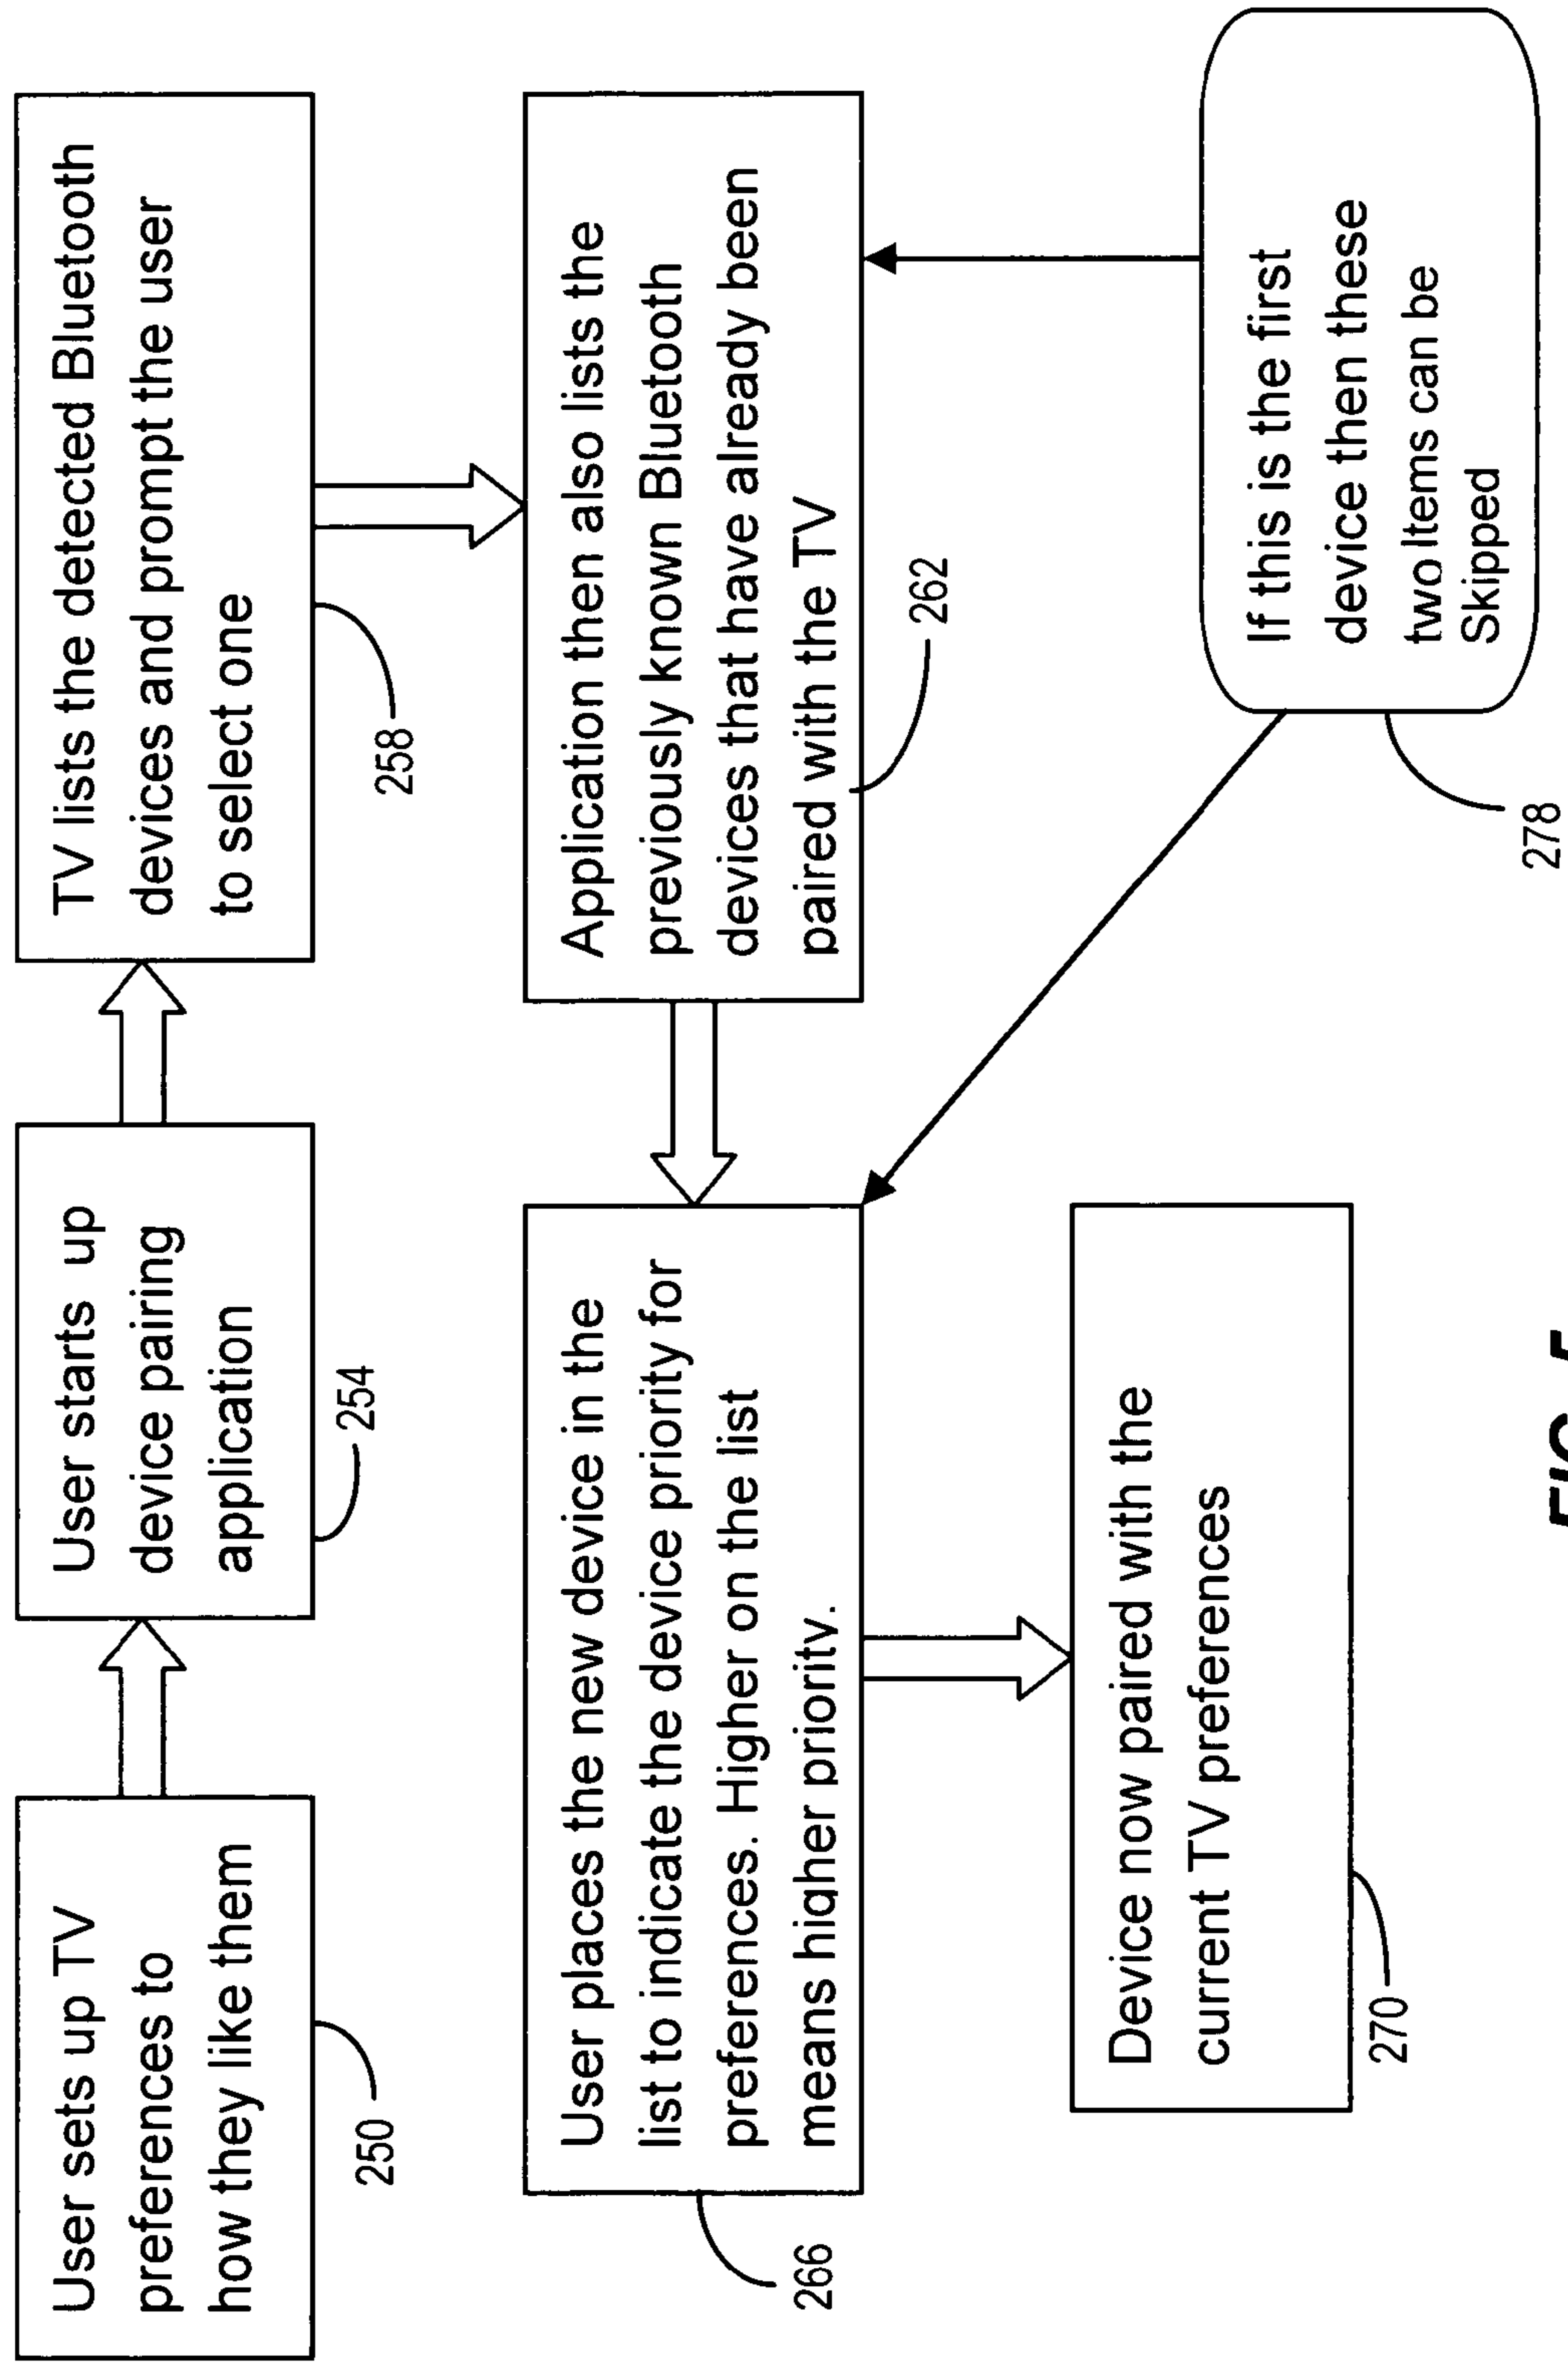 User sets up TV
preferences to
how they like them
250
User starts up
device pairing
application
254
TV lists the detected Bluetooth
devices and prompt the user
to select one
258
Application then also lists the
previously known Bluetooth
devices that have already been
paired with the TV
262
User places the new device in the
list to indicate the device priority for
preferences. Higher on the list
means higher priority.
266
Device now paired with the
current TV preferences
270
If this is the first
device then these
two Items can be
Skipped
278